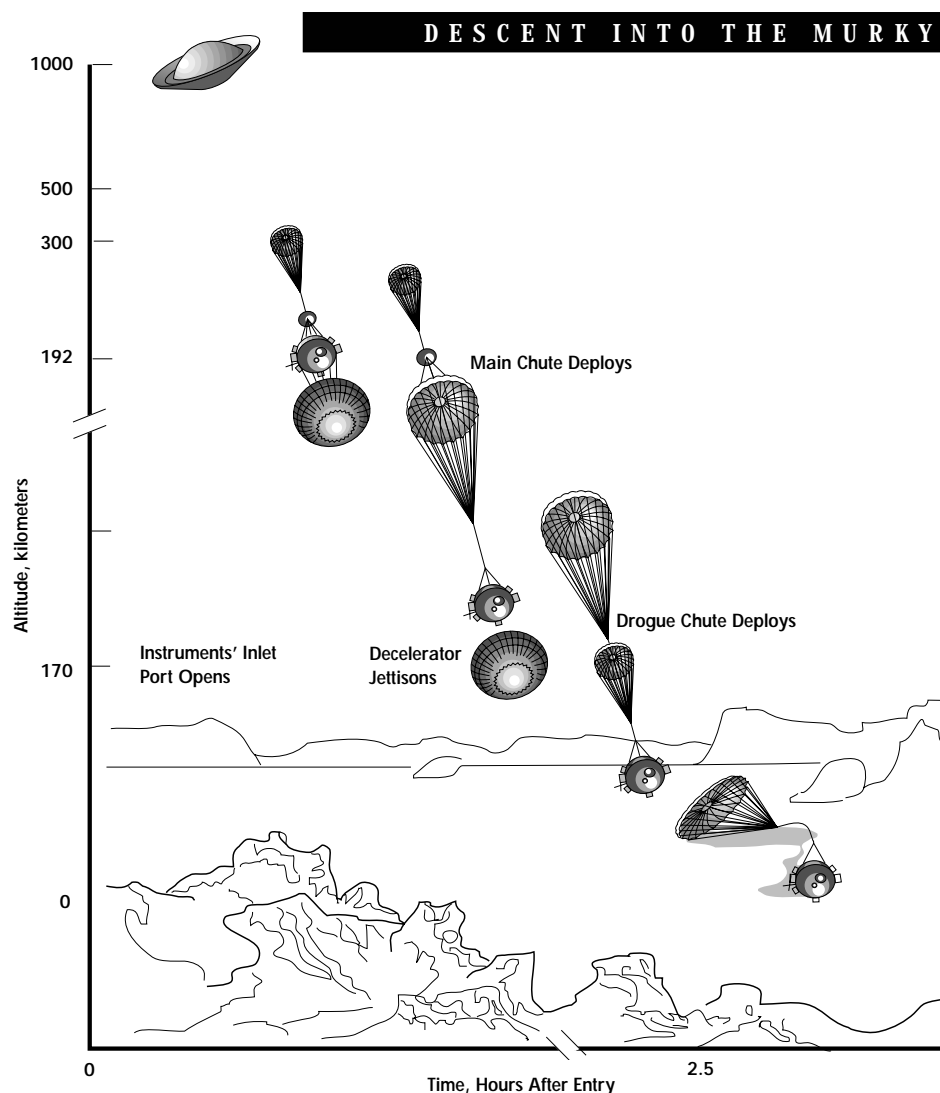 DESCENT INTO THE MURKY
1000
500
300
192
Main Chute Deploys
Altitude, kilometers
Drogue Chute Deploys
Instruments' Inlet
Port Opens
Decelerator
Jettisons
170
0
0
2.5
Time, Hours After Entry